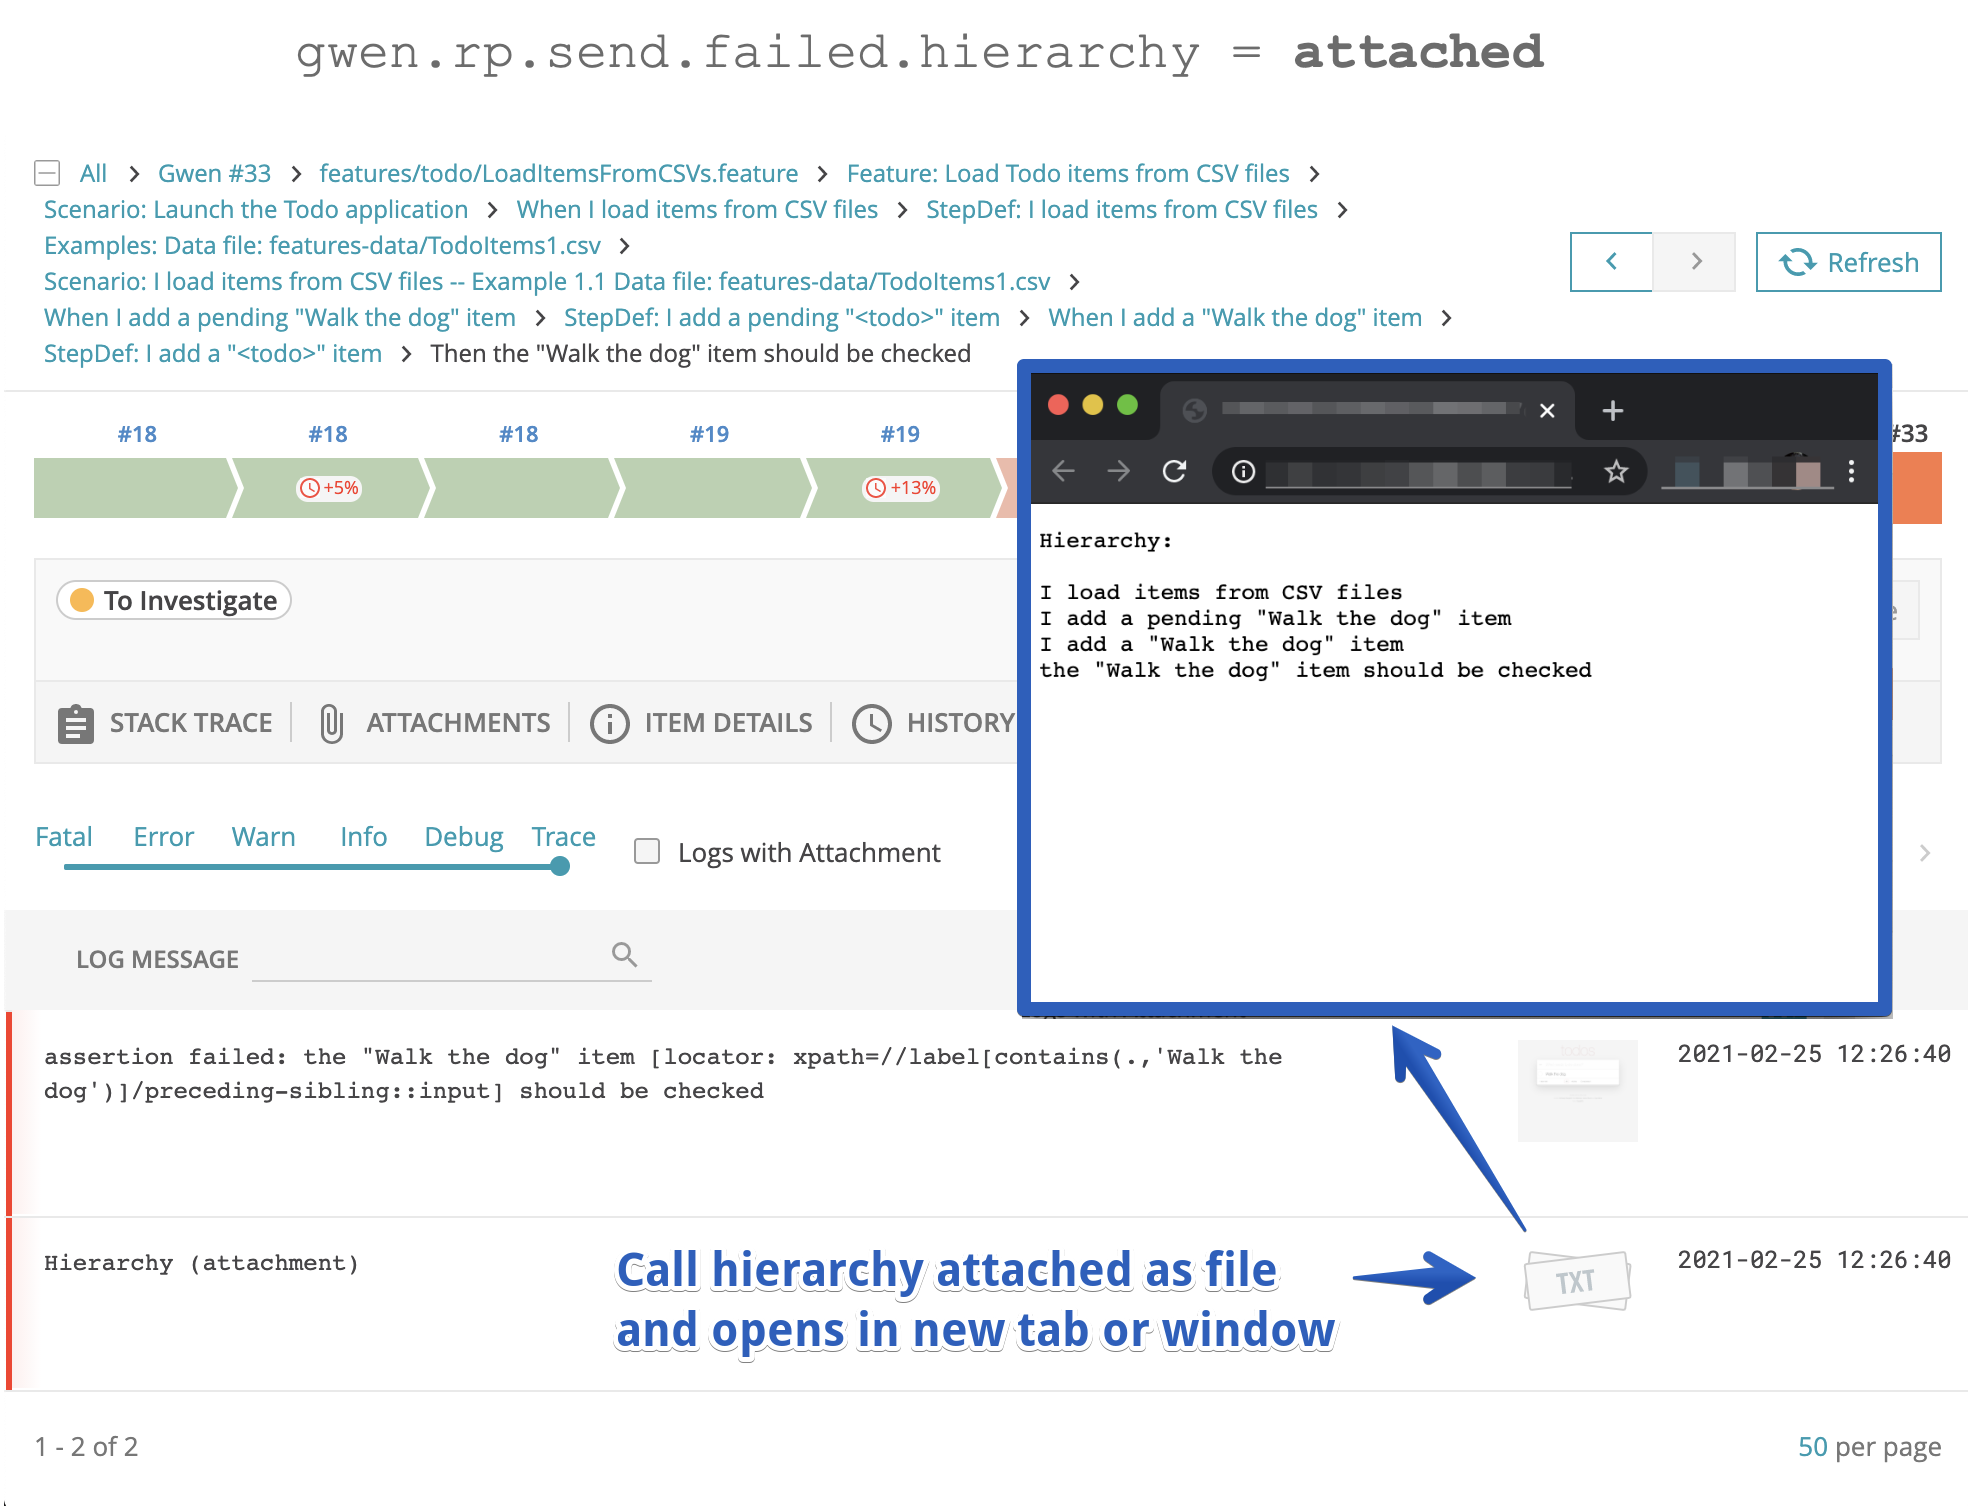 gwen.rp.send.failed.hierarchy = attached
All > Gwen #33 > features/todo/LoadItemsFromCSVs.feature > Feature: Load Todo items from CSV files >
Scenario: Launch the Todo application > When I load items from CSV files > StepDef: I load items from CSV files >
Examples: Data file: features-data/TodoItems1.csv >
Scenario: I load items from CSV files -- Example 1.1 Data file: features-data/TodoItems1.csv >
When I add a pending "Walk the dog" item > StepDef: I add a pending "<todo>" item > When I add a "Walk the dog" item >
StepDef: I add a "<todo>" item > Then the "Walk the dog" item should be checked
Refresh
#18 #18 #18 #19 #19 #33
+5% +13%
To Investigate
STACK TRACE ATTACHMENTS ITEM DETAILS HISTORY
Hierarchy:
I load items from CSV files
I add a pending "Walk the dog" item
I add a "Walk the dog" item
the "Walk the dog" item should be checked
Fatal Error Warn Info Debug Trace
Logs with Attachment
LOG MESSAGE
assertion failed: the "Walk the dog" item [locator: xpath=//label[contains(.,'Walk the
dog')]/preceding-sibling::input] should be checked
2021-02-25 12:26:40
Hierarchy (attachment)
Call hierarchy attached as file
and opens in new tab or window
TXT
2021-02-25 12:26:40
1 - 2 of 2
50 per page